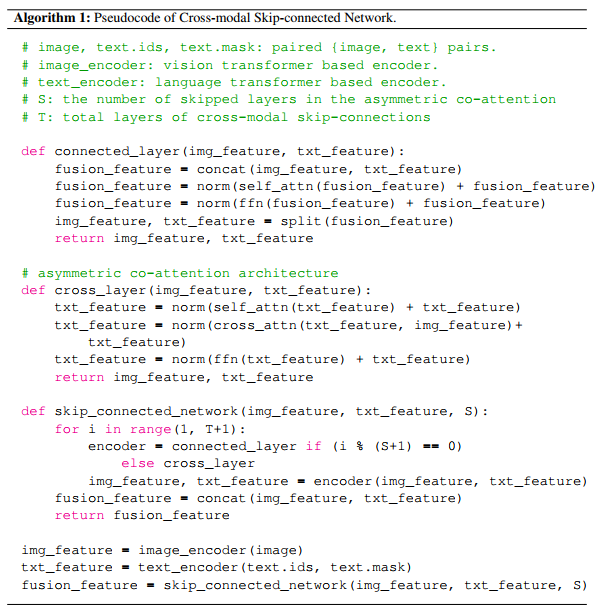 Algorithm 1: Pseudocode of Cross-modal Skip-connected Network.
# image, text.ids, text.mask: paired {image, text} pairs.
# image_encoder: vision transformer based encoder.
# text_encoder: language transformer based encoder.
# S: the number of skipped layers in the asymmetric co-attention
# T: total layers of cross-modal skip-connections
def connected_layer(img_feature, txt_feature):
    fusion_feature = concat(img_feature, txt_feature)
    fusion_feature = norm(self_attn(fusion_feature) + fusion_feature)
    fusion_feature = norm(ffn(fusion_feature) + fusion_feature)
    img_feature, txt_feature = split(fusion_feature)
    return img_feature, txt_feature
# asymmetric co-attention architecture
def cross_layer(img_feature, txt_feature):
    txt_feature = norm(self_attn(txt_feature) + txt_feature)
    txt_feature = norm(cross_attn(txt_feature, img_feature)+
        txt_feature)
    txt_feature = norm(ffn(txt_feature) + txt_feature)
    return img_feature, txt_feature
def skip_connected_network(img_feature, txt_feature, S):
    for i in range(1, T+1):
        encoder = connected_layer if (i % (S+1) == 0)
            else cross_layer
        img_feature, txt_feature = encoder(img_feature, txt_feature)
    fusion_feature = concat(img_feature, txt_feature)
    return fusion_feature
img_feature = image_encoder(image)
txt_feature = text_encoder(text.ids, text.mask)
fusion_feature = skip_connected_network(img_feature, txt_feature, S)